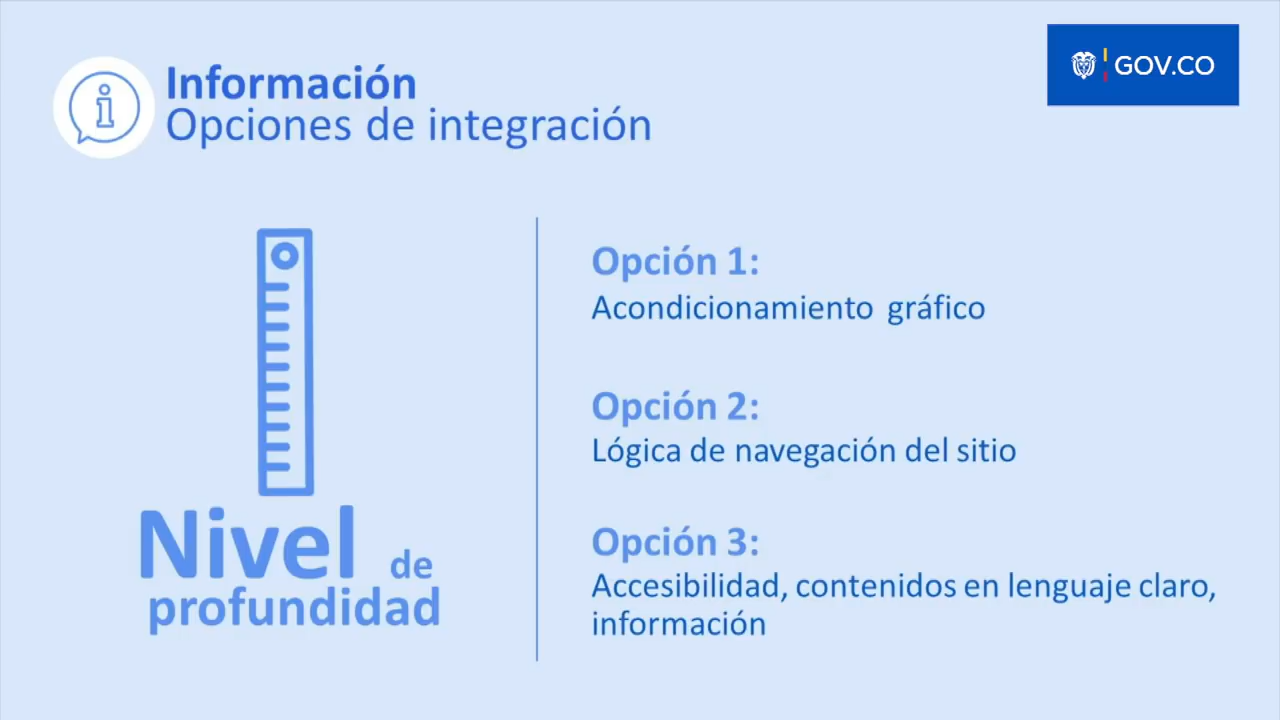 Información
Opciones de integración
GOV.CO
Nivel de
profundidad
Opción 1:
Acondicionamiento gráfico
Opción 2:
Lógica de navegación del sitio
Opción 3:
Accesibilidad, contenidos en lenguaje claro,
información